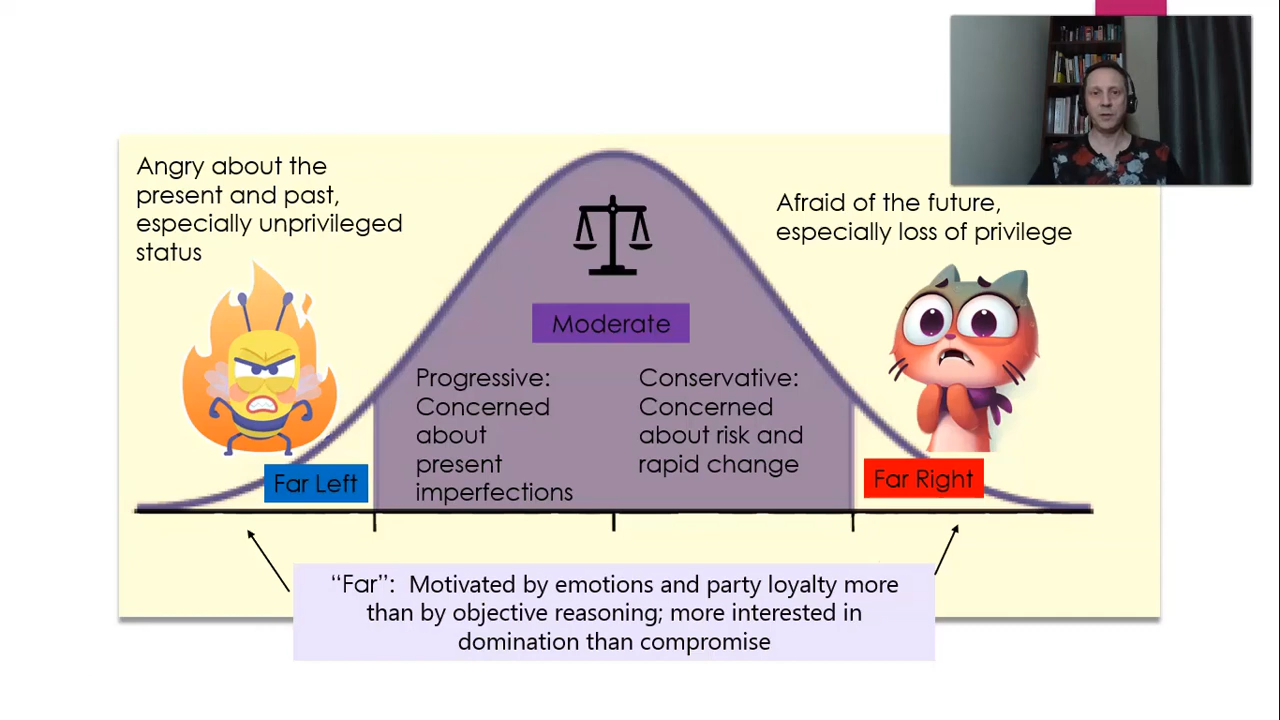 Angry about the
present and past,
especially unprivileged
status
Afraid of the future,
especially loss of privilege
Moderate
Progressive:
Concerned
about
present
imperfections
Conservative:
Concerned
about risk and
rapid change
Far Left
Far Right
“Far”: Motivated by emotions and party loyalty more
than by objective reasoning; more interested in
domination than compromise